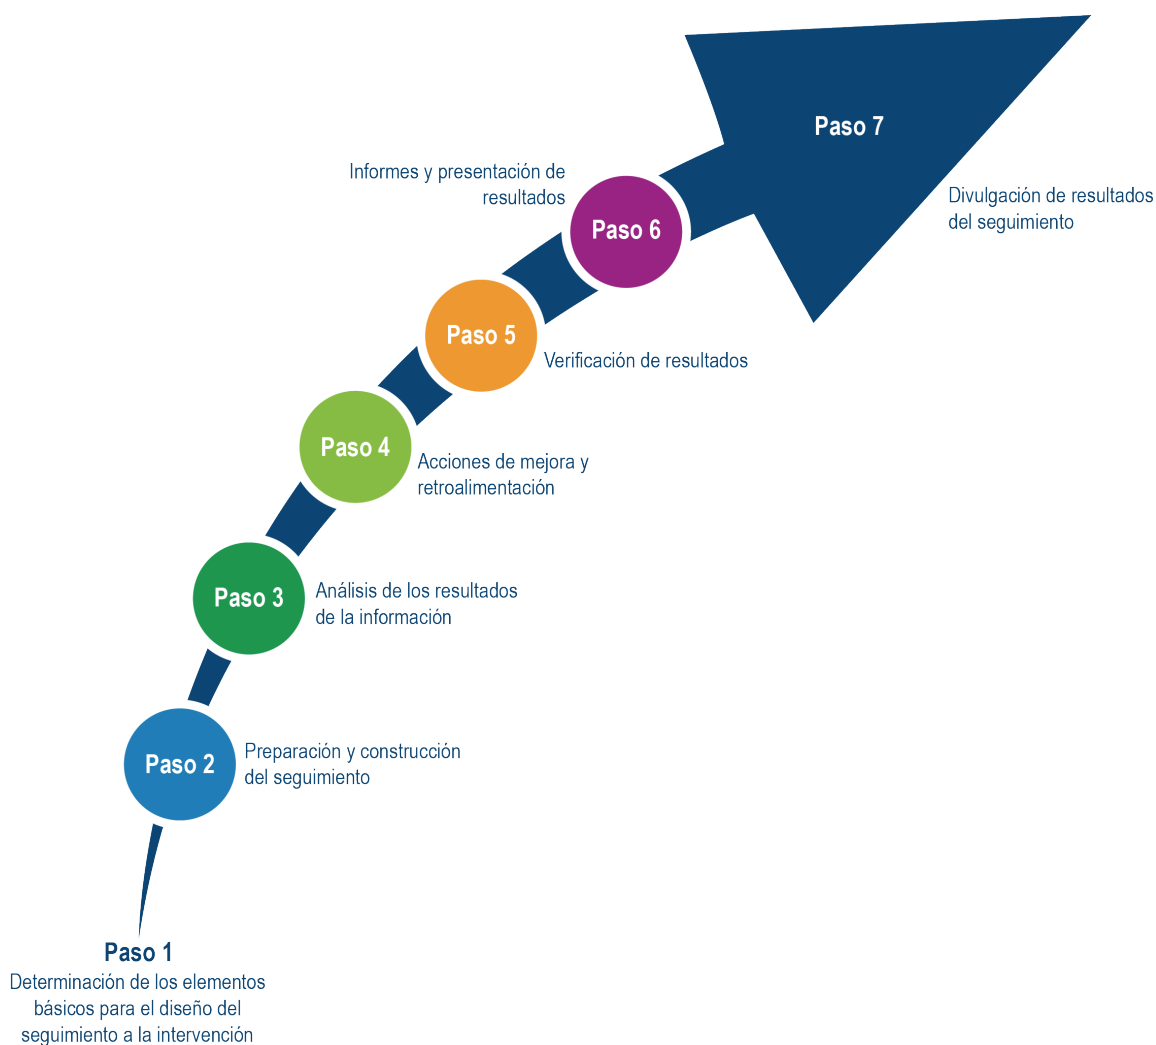 Paso 7
Divulgación de resultados
del seguimiento
Informes y presentación de
resultados
Paso 6
Paso 5
Verificación de resultados
Paso 4
Acciones de mejora y
retroalimentación
Paso 3
Análisis de los resultados
de la información
Paso 2
Preparación y construcción
del seguimiento
Paso 1
Determinación de los elementos
básicos para el diseño del
seguimiento a la intervención